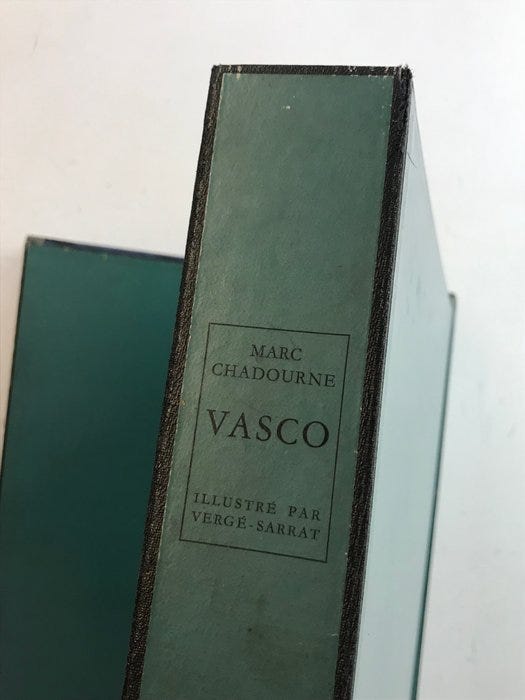 MARC
CHADOURNE
VASCO
ILLUSTRÉ PAR
VERGÉ-SARRAT